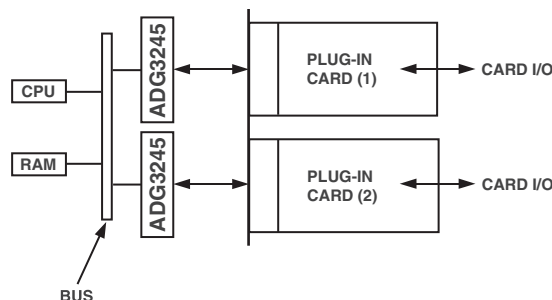 CPU
RAM
BUS
ADG3245
ADG3245
PLUG-IN
CARD (1)
CARD I/O
PLUG-IN
CARD (2)
CARD I/O